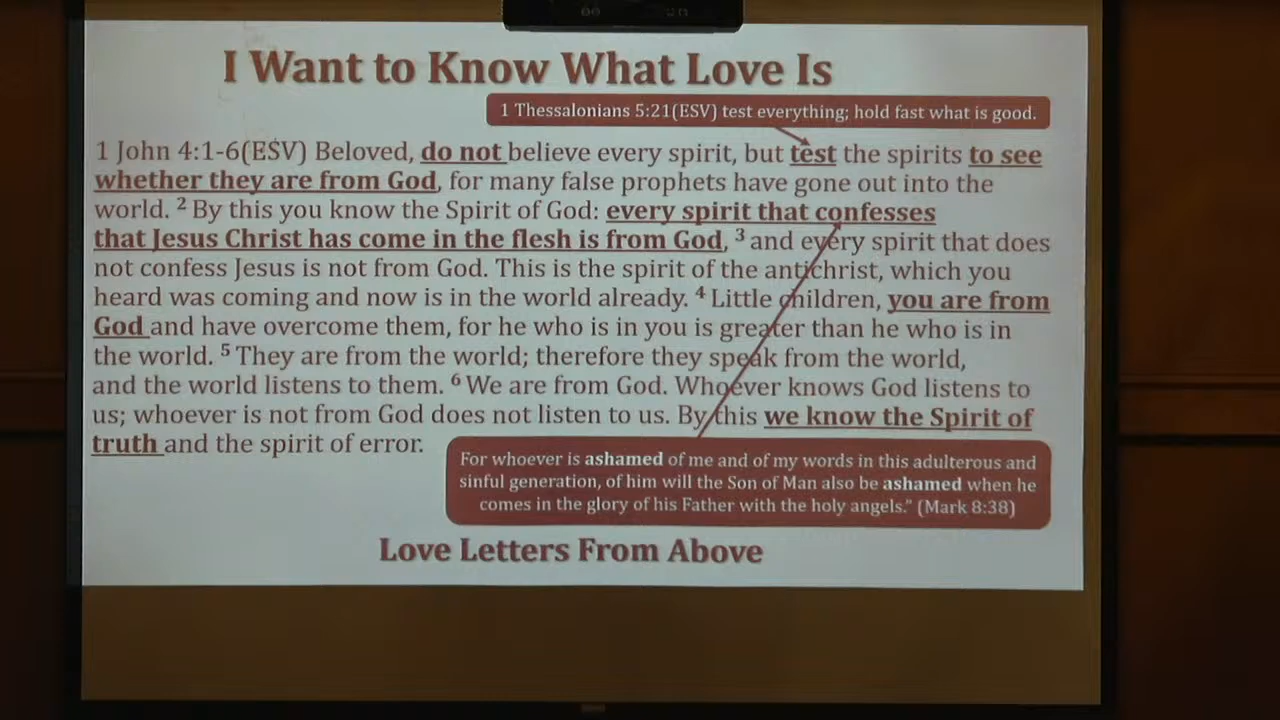 I Want to Know What Love Is
1 Thessalonians 5:21(ESV) test everything; hold fast what is good.
1 John 4:1-6(ESV) Beloved, do not believe every spirit, but test the spirits to see
whether they are from God, for many false prophets have gone out into the
world. 2 By this you know the Spirit of God: every spirit that confesses
that Jesus Christ has come in the flesh is from God, 3 and every spirit that does
not confess Jesus is not from God. This is the spirit of the antichrist, which you
heard was coming and now is in the world already. 4 Little children, you are from
God and have overcome them, for he who is in you is greater than he who is in
the world. 5 They are from the world; therefore they speak from the world,
and the world listens to them. 6 We are from God. Whoever knows God listens to
us; whoever is not from God does not listen to us. By this we know the Spirit of
truth and the spirit of error.
For whoever is ashamed of me and of my words in this adulterous and
sinful generation, of him will the Son of Man also be ashamed when he
comes in the glory of his Father with the holy angels.” (Mark 8:38)
Love Letters From Above